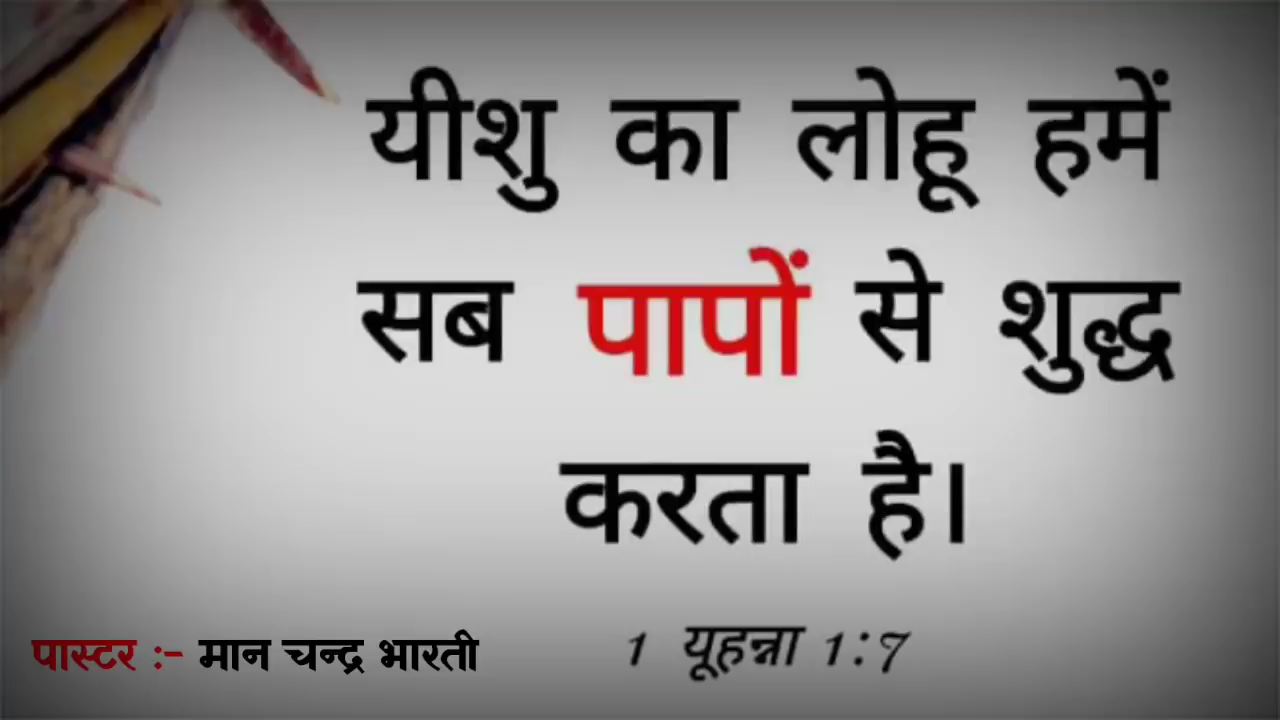 यीशु का लोहू हमें
सब पापों से शुद्ध
करता है।
1 यूहन्ना 1:7
पास्टर :- मान चन्द्र भारती